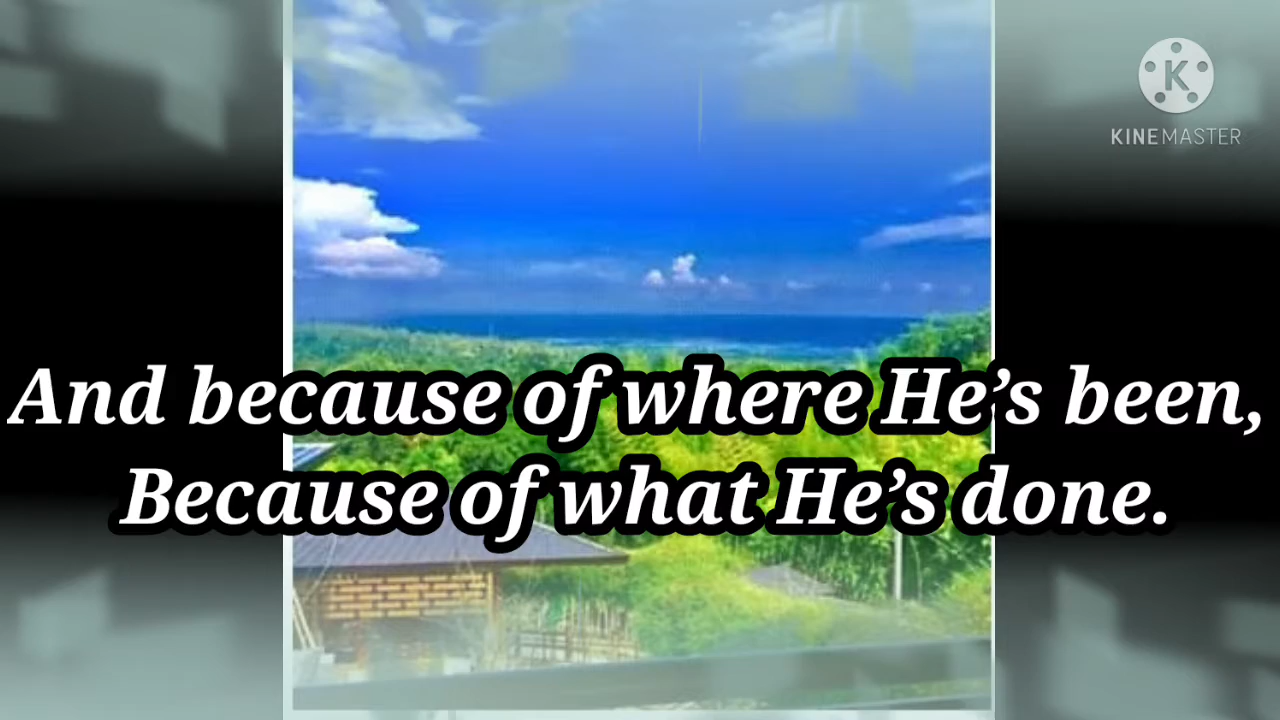 K
KINEMASTER
And because of where He’s been,
Because of what He’s done.